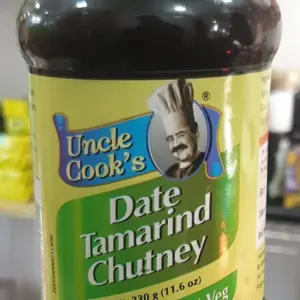 Uncle
Cook's
®
Date
Tamarind
Chutney
330 g (11.6 oz)
Veg